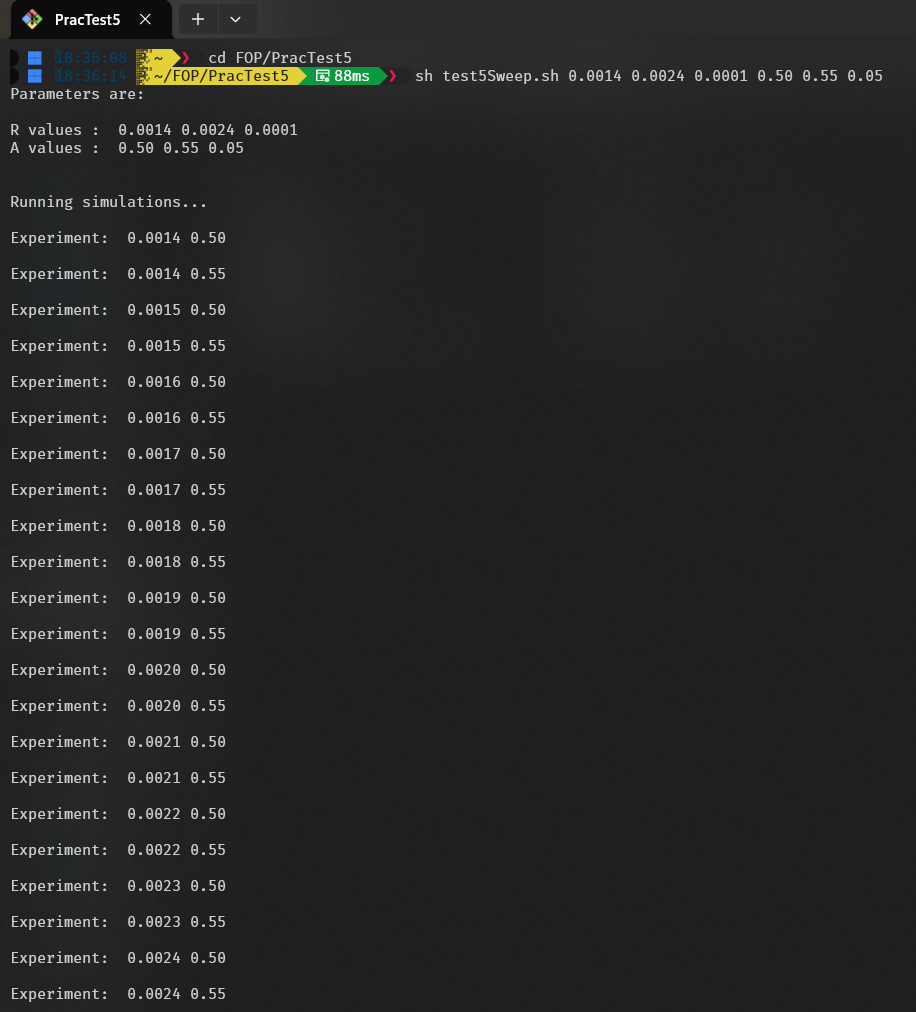 PracTest5
18:36:08 ~ cd FOP/PracTest5
18:36:14 ~/FOP/PracTest5 88ms sh test5Sweep.sh 0.0014 0.0024 0.0001 0.50 0.55 0.05
Parameters are:
R values : 0.0014 0.0024 0.0001
A values : 0.50 0.55 0.05
Running simulations...
Experiment: 0.0014 0.50
Experiment: 0.0014 0.55
Experiment: 0.0015 0.50
Experiment: 0.0015 0.55
Experiment: 0.0016 0.50
Experiment: 0.0016 0.55
Experiment: 0.0017 0.50
Experiment: 0.0017 0.55
Experiment: 0.0018 0.50
Experiment: 0.0018 0.55
Experiment: 0.0019 0.50
Experiment: 0.0019 0.55
Experiment: 0.0020 0.50
Experiment: 0.0020 0.55
Experiment: 0.0021 0.50
Experiment: 0.0021 0.55
Experiment: 0.0022 0.50
Experiment: 0.0022 0.55
Experiment: 0.0023 0.50
Experiment: 0.0023 0.55
Experiment: 0.0024 0.50
Experiment: 0.0024 0.55